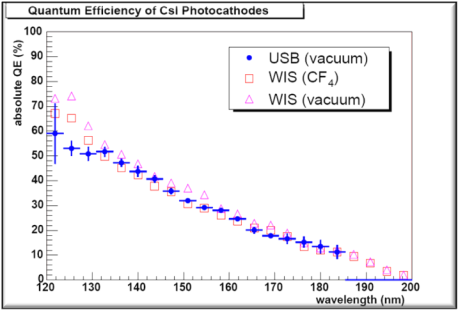 Quantum Efficiency of CsI Photocathodes
absolute QE (%)
100
90
80
70
60
50
40
30
20
10
0
USB (vacuum)
WIS (CF4)
WIS (vacuum)
120 130 140 150 160 170 180 190 200
wavelength (nm)